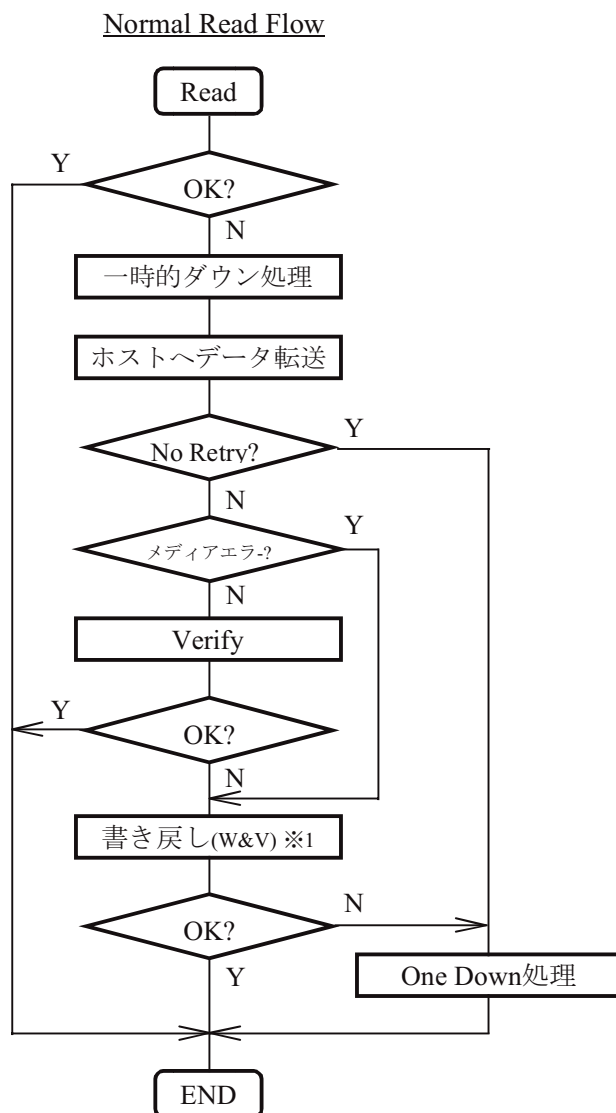 Normal Read Flow
Read
Y
OK?
N
一時的ダウン処理
ホストへデータ転送
Y
No Retry?
N
Y
メディアエラ-?
N
Verify
Y
OK?
N
書き戻し(W&V) ※1
N
OK?
Y
One Down処理
END